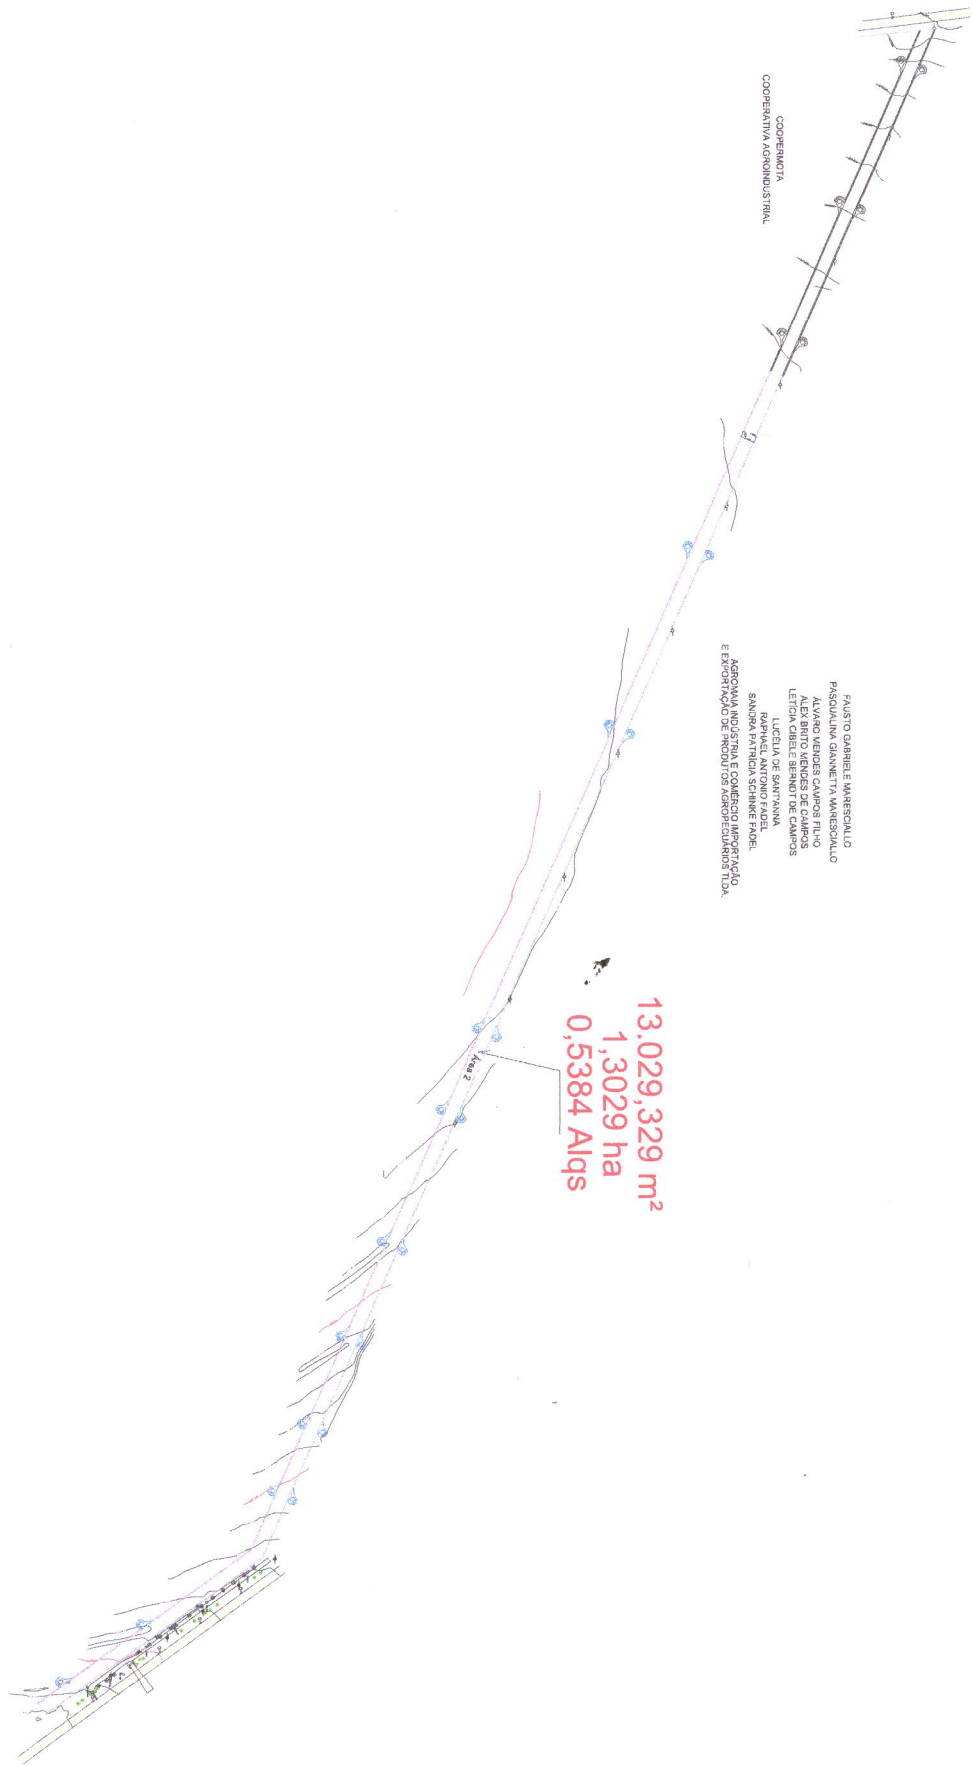 COOPERMOTA
COOPERATIVA AGROINDUSTRIAL
FAUSTO GABRIELE MARESCIALLO
PASQUALINA GIANNETTA MARESCIALLO
ÁLVARO MENDES CAMPOS FILHO
ALEX BRITO MENDES DE CAMPOS
LETÍCIA CIBELE BERNDT DE CAMPOS
LUCÉLIA DE SANT'ANNA
RAPHAEL ANTONIO FADEL
SANDRA PATRÍCIA SCHINKE FADEL
AGROMAIA INDÚSTRIA E COMÉRCIO IMPORTAÇÃO
E EXPORTAÇÃO DE PRODUTOS AGROPECUÁRIOS TLDA.
13.029,329 m²
1,3029 ha
0,5384 Alqs
Área 2